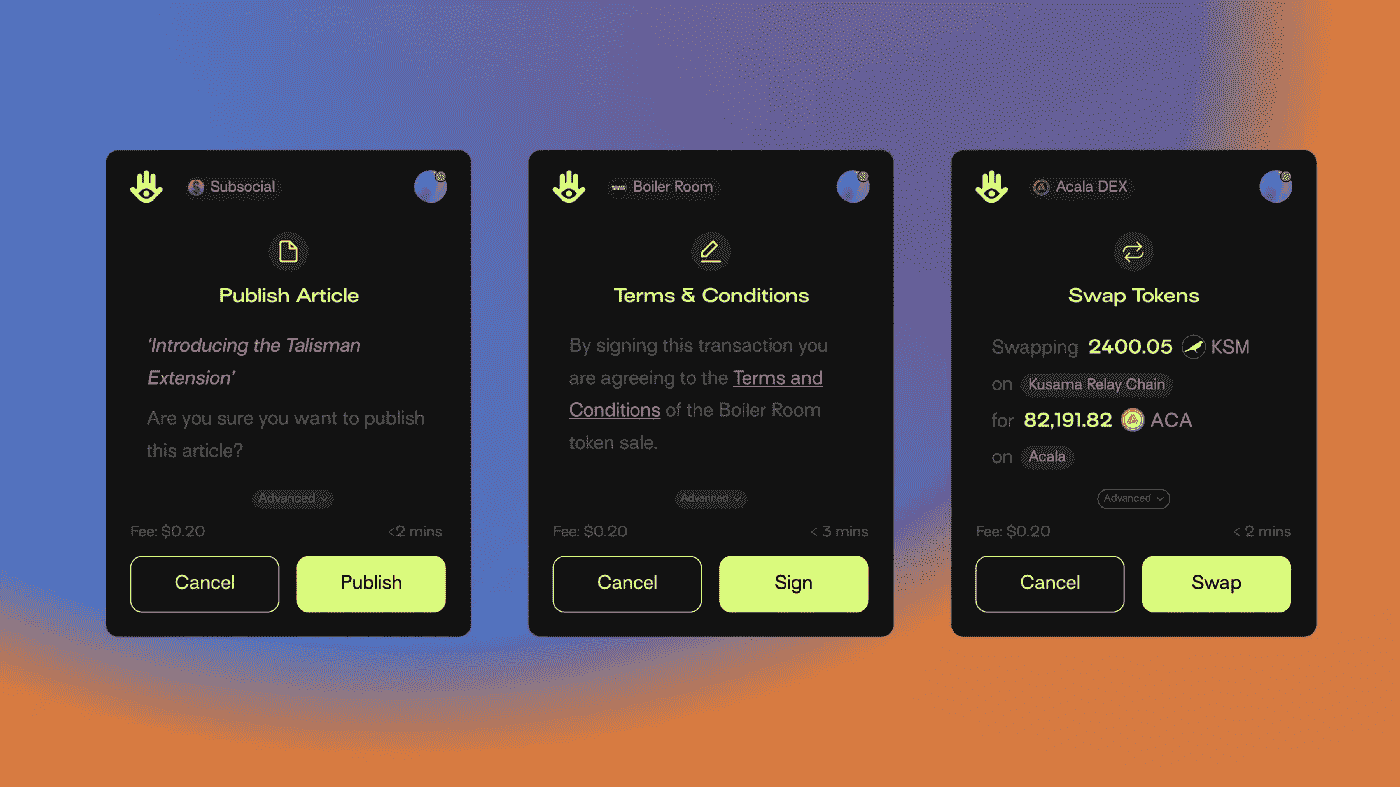 Subsocial
Publish Article
'Introducing the Talisman
Extension'
Are you sure you want to publish
this article?
Advanced
Fee: $0.20
<2 mins
Cancel
Publish
Boiler Room
Terms & Conditions
By signing this transaction you
are agreeing to the Terms and
Conditions of the Boiler Room
token sale.
Advanced
Fee: $0.20
< 3 mins
Cancel
Sign
Acala DEX
Swap Tokens
Swapping 2400.05 KSM
on Kusama Relay Chain
for 82,191.82 ACA
on Acala
Advanced
Fee: $0.20
< 2 mins
Cancel
Swap